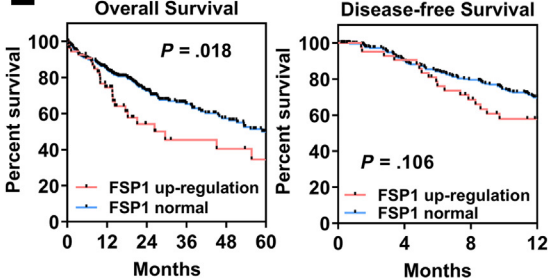 Overall Survival
Percent survival
100
80
60
40
20
0
P = .018
FSP1 up-regulation
FSP1 normal
0 12 24 36 48 60
Months
Disease-free Survival
Percent survival
100
80
60
40
20
0
P = .106
FSP1 up-regulation
FSP1 normal
0 4 8 12
Months